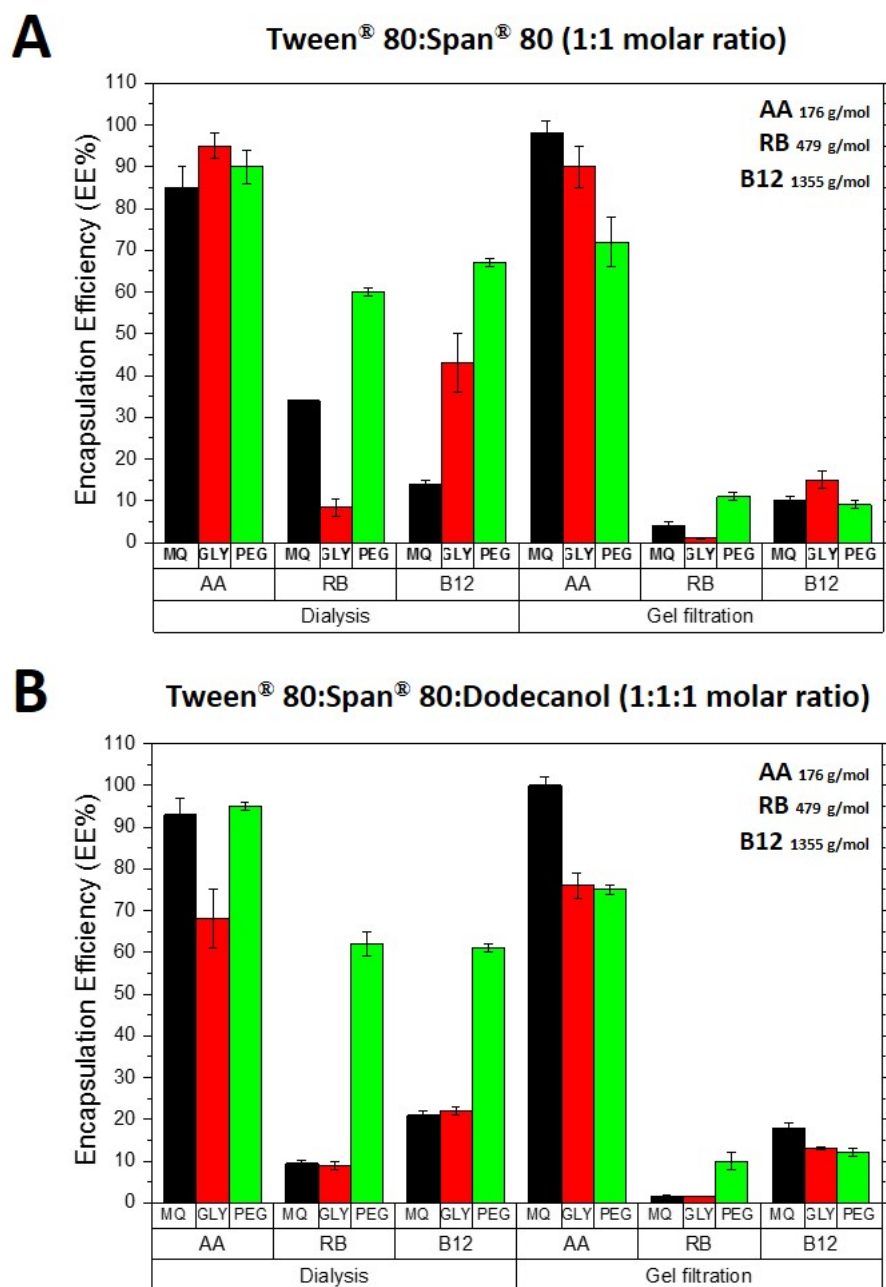 A
Tween® 80:Span® 80 (1:1 molar ratio)
Encapsulation Efficiency (EE%)
110
100
90
80
70
60
50
40
30
20
10
0
AA 176 g/mol
RB 479 g/mol
B12 1355 g/mol
MQ GLY PEG MQ GLY PEG MQ GLY PEG MQ GLY PEG MQ GLY PEG MQ GLY PEG
AA RB B12 AA RB B12
Dialysis Gel filtration
B
Tween® 80:Span® 80:Dodecanol (1:1:1 molar ratio)
Encapsulation Efficiency (EE%)
110
100
90
80
70
60
50
40
30
20
10
0
AA 176 g/mol
RB 479 g/mol
B12 1355 g/mol
MQ GLY PEG MQ GLY PEG MQ GLY PEG MQ GLY PEG MQ GLY PEG MQ GLY PEG
AA RB B12 AA RB B12
Dialysis Gel filtration